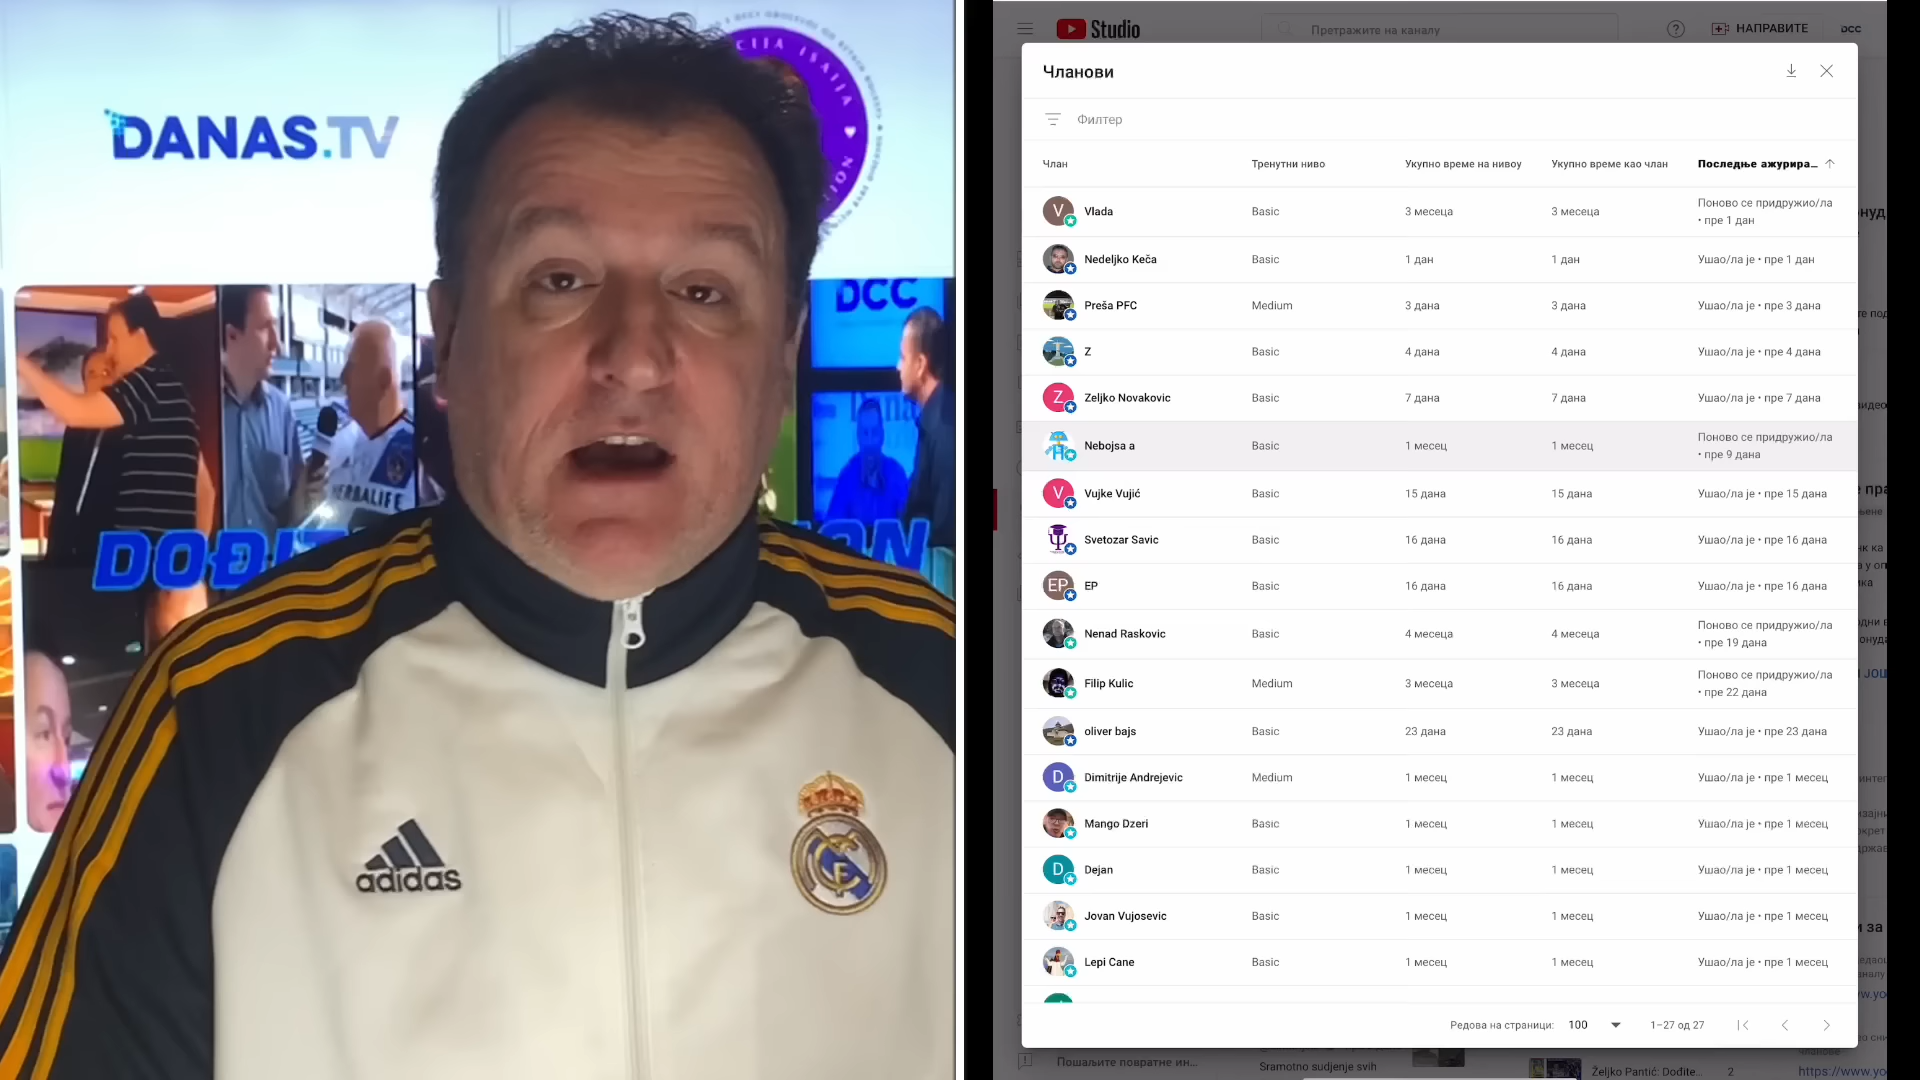 DANAS.TV
CIJA ISAIJA
DCC
HERBALIFE
adidas
Studio
Претражите на каналу
НАПРАВИТЕ
DCC
Чланови
Филтер
Члан Тренутни ниво Укупно време на нивоу Укупно време као члан Последње ажурира...
V Vlada Basic 3 месеца 3 месеца Поново се придружио/ла
• пре 1 дан
Nedeljko Keča Basic 1 дан 1 дан Ушао/ла је • пре 1 дан
Preša PFC Medium 3 дана 3 дана Ушао/ла је • пре 3 дана
Z Basic 4 дана 4 дана Ушао/ла је • пре 4 дана
Z Zeljko Novakovic Basic 7 дана 7 дана Ушао/ла је • пре 7 дана
Nebojsa a Basic 1 месец 1 месец Поново се придружио/ла
• пре 9 дана
V Vujke Vujić Basic 15 дана 15 дана Ушао/ла је • пре 15 дана
Svetozar Savic Basic 16 дана 16 дана Ушао/ла је • пре 16 дана
EP EP Basic 16 дана 16 дана Ушао/ла је • пре 16 дана
Nenad Raskovic Basic 4 месеца 4 месеца Поново се придружио/ла
• пре 19 дана
Filip Kulic Medium 3 месеца 3 месеца Поново се придружио/ла
• пре 22 дана
oliver bajs Basic 23 дана 23 дана Ушао/ла је • пре 23 дана
D Dimitrije Andrejevic Medium 1 месец 1 месец Ушао/ла је • пре 1 месец
Mango Dzeri Basic 1 месец 1 месец Ушао/ла је • пре 1 месец
D Dejan Basic 1 месец 1 месец Ушао/ла је • пре 1 месец
Jovan Vujosevic Basic 1 месец 1 месец Ушао/ла је • пре 1 месец
Lepi Cane Basic 1 месец 1 месец Ушао/ла је • пре 1 месец
Редова на страници: 100 1–27 од 27
Пошаљите повратне ин...
Sramotno sudjenje svih
Željko Pantić: Dođite... 2
https://www.yo